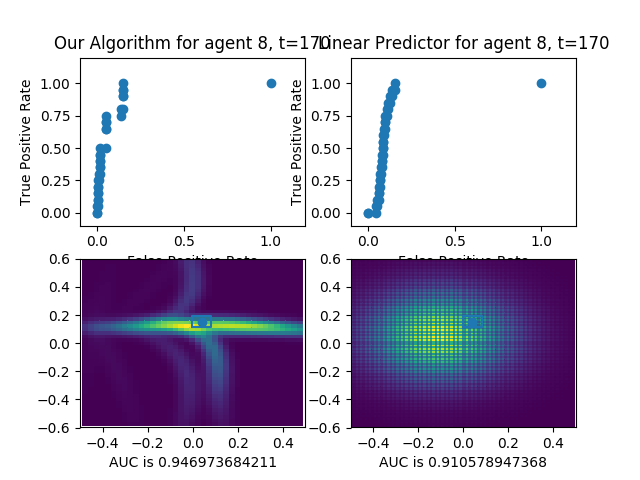 Our Algorithm for agent 8, t=170
Linear Predictor for agent 8, t=170
True Positive Rate
1.00
0.75
0.50
0.25
0.00
0.0 0.5 1.0
False Positive Rate
True Positive Rate
1.00
0.75
0.50
0.25
0.00
0.0 0.5 1.0
False Positive Rate
0.6
0.4
0.2
0.0
−0.2
−0.4
−0.6
−0.4 −0.2 0.0 0.2 0.4
AUC is 0.946973684211
0.6
0.4
0.2
0.0
−0.2
−0.4
−0.6
−0.4 −0.2 0.0 0.2 0.4
AUC is 0.910578947368